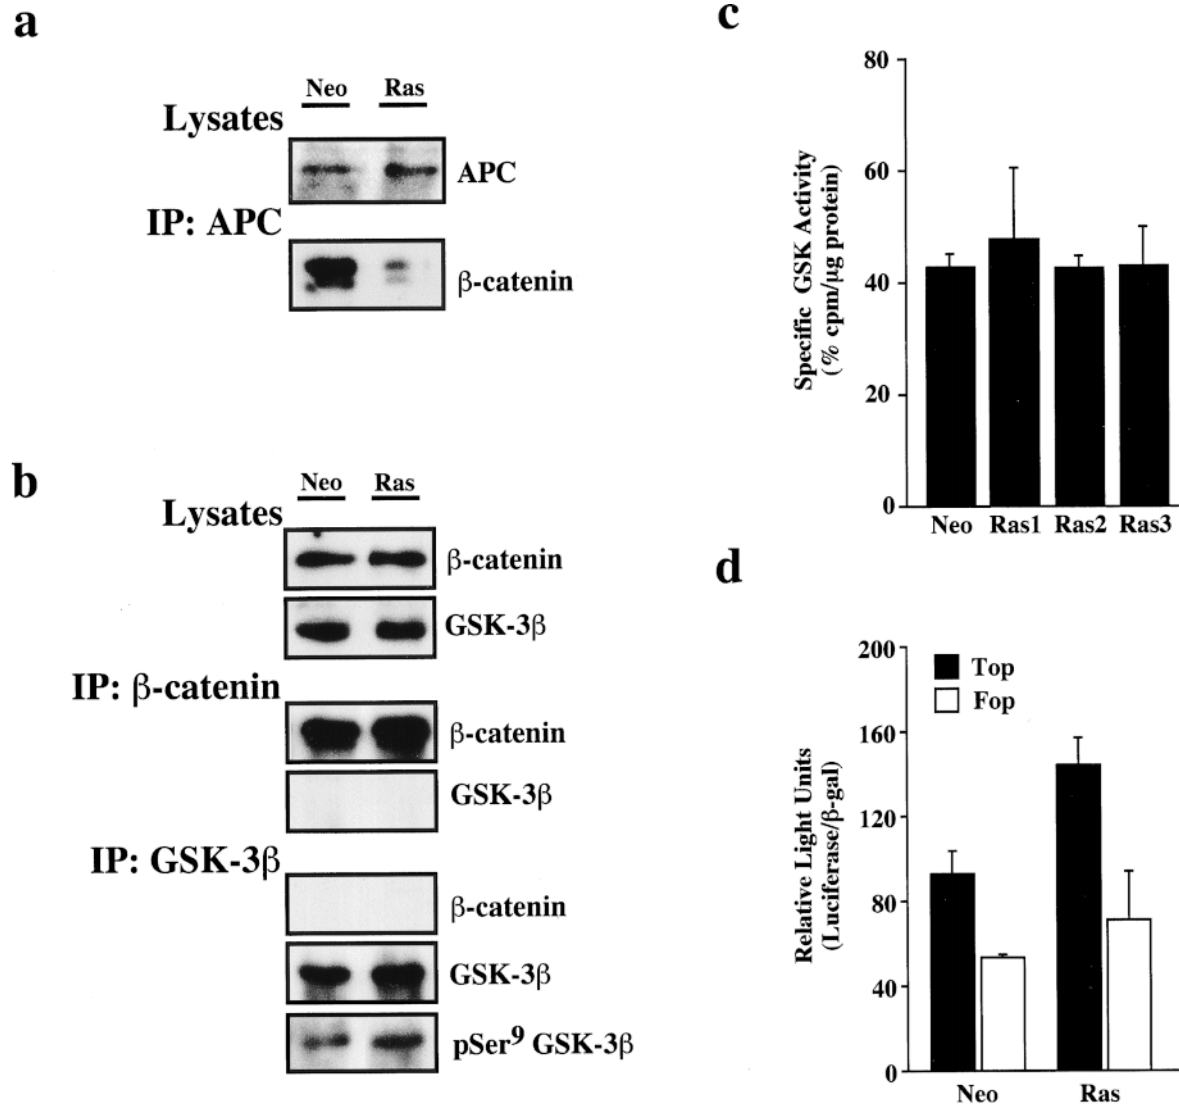 a
Neo Ras
Lysates
APC
IP: APC
β-catenin
b
Neo Ras
Lysates
β-catenin
GSK-3β
IP: β-catenin
β-catenin
GSK-3β
IP: GSK-3β
β-catenin
GSK-3β
pSer9 GSK-3β
c
Specific GSK Activity
(% cpm/μg protein)
80
60
40
20
0
Neo Ras1 Ras2 Ras3
d
Relative Light Units
(Luciferase/β-gal)
200
160
120
80
40
0
Top
Fop
Neo Ras